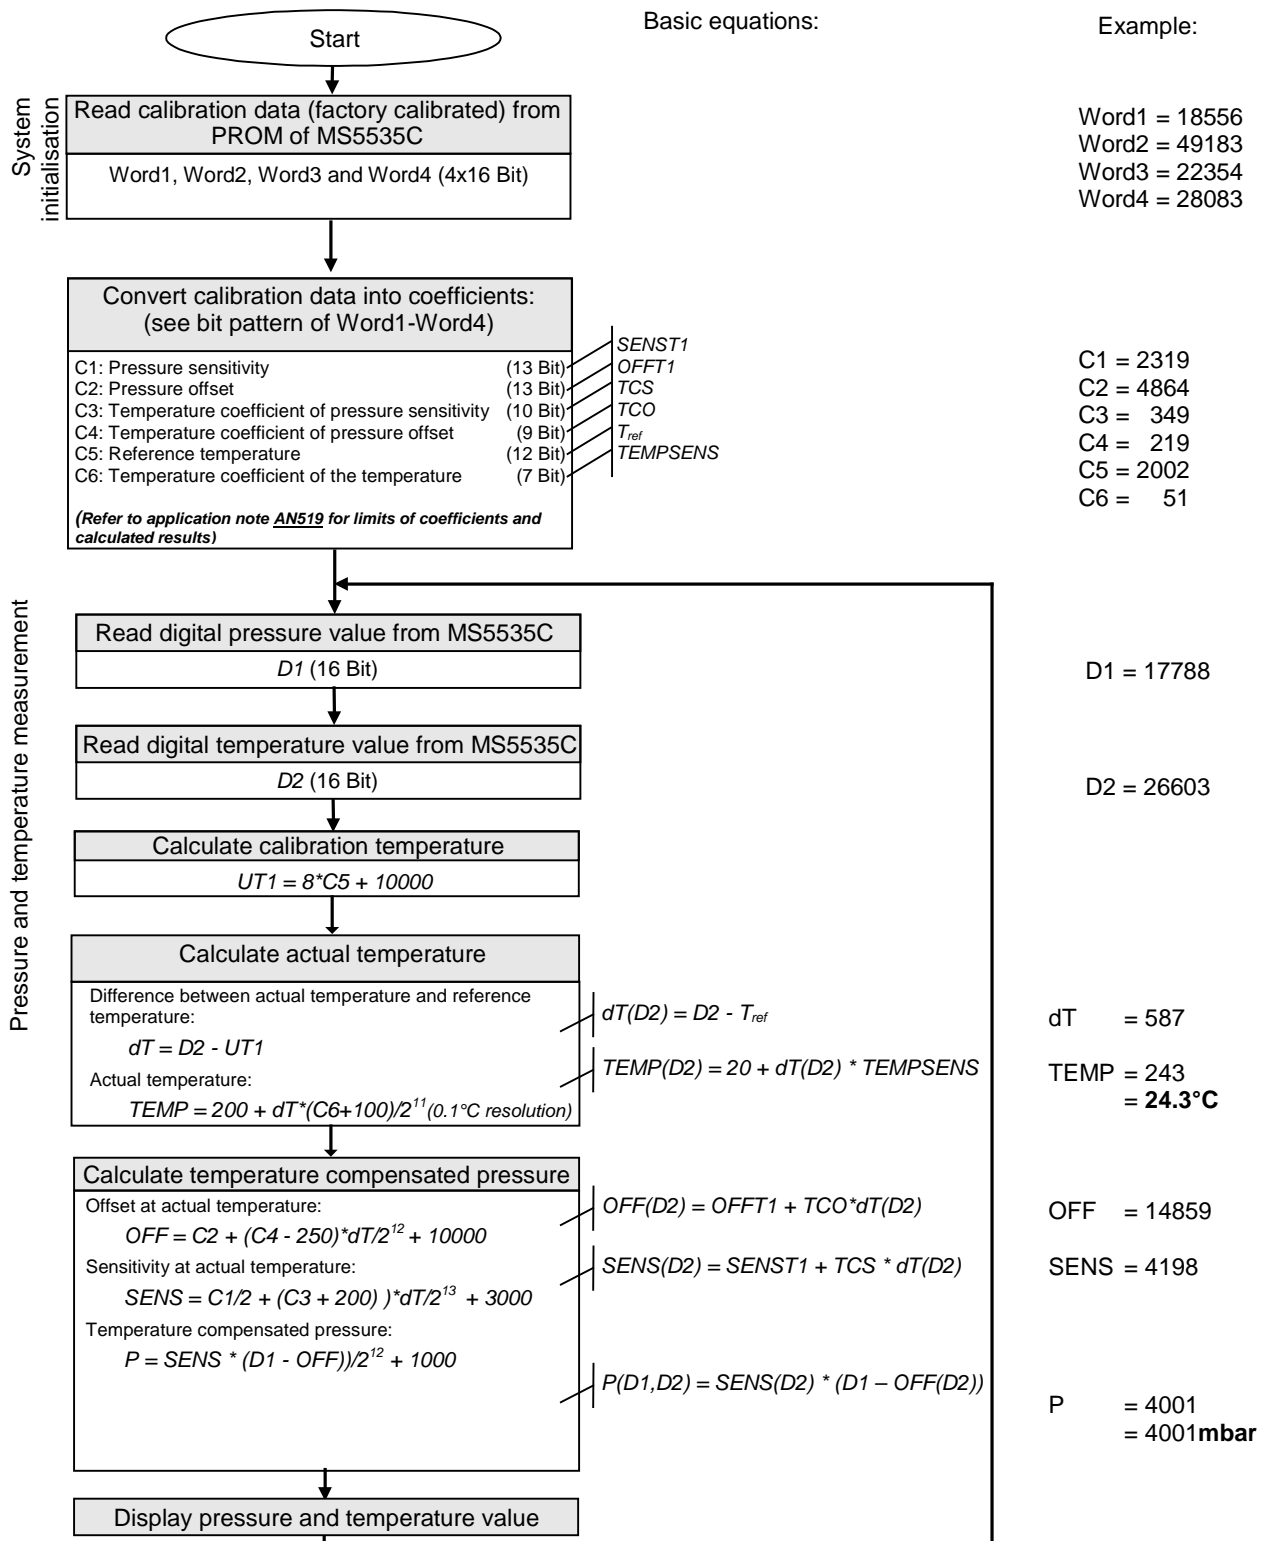 Start
Basic equations:
Example:
System
initialisation
Read calibration data (factory calibrated) from
PROM of MS5535C
Word1, Word2, Word3 and Word4 (4x16 Bit)
Word1 = 18556
Word2 = 49183
Word3 = 22354
Word4 = 28083
Convert calibration data into coefficients:
(see bit pattern of Word1-Word4)
C1: Pressure sensitivity (13 Bit)
C2: Pressure offset (13 Bit)
C3: Temperature coefficient of pressure sensitivity (10 Bit)
C4: Temperature coefficient of pressure offset (9 Bit)
C5: Reference temperature (12 Bit)
C6: Temperature coefficient of the temperature (7 Bit)
(Refer to application note AN519 for limits of coefficients and
calculated results)
SENST1
OFFT1
TCS
TCO
Tref
TEMPSENS
C1 = 2319
C2 = 4864
C3 = 349
C4 = 219
C5 = 2002
C6 = 51
Pressure and temperature measurement
Read digital pressure value from MS5535C
D1 (16 Bit)
D1 = 17788
Read digital temperature value from MS5535C
D2 (16 Bit)
D2 = 26603
Calculate calibration temperature
UT1 = 8*C5 + 10000
Calculate actual temperature
Difference between actual temperature and reference
temperature:
dT = D2 - UT1
Actual temperature:
TEMP = 200 + dT*(C6+100)/2¹¹(0.1°C resolution)
dT(D2) = D2 - Tref
TEMP(D2) = 20 + dT(D2) * TEMPSENS
dT = 587
TEMP = 243
= 24.3°C
Calculate temperature compensated pressure
Offset at actual temperature:
OFF = C2 + (C4 - 250)*dT/2¹² + 10000
Sensitivity at actual temperature:
SENS = C1/2 + (C3 + 200) )*dT/2¹³ + 3000
Temperature compensated pressure:
P = SENS * (D1 - OFF))/2¹² + 1000
OFF(D2) = OFFT1 + TCO*dT(D2)
SENS(D2) = SENST1 + TCS * dT(D2)
P(D1,D2) = SENS(D2) * (D1 – OFF(D2))
OFF = 14859
SENS = 4198
P = 4001
= 4001mbar
Display pressure and temperature value